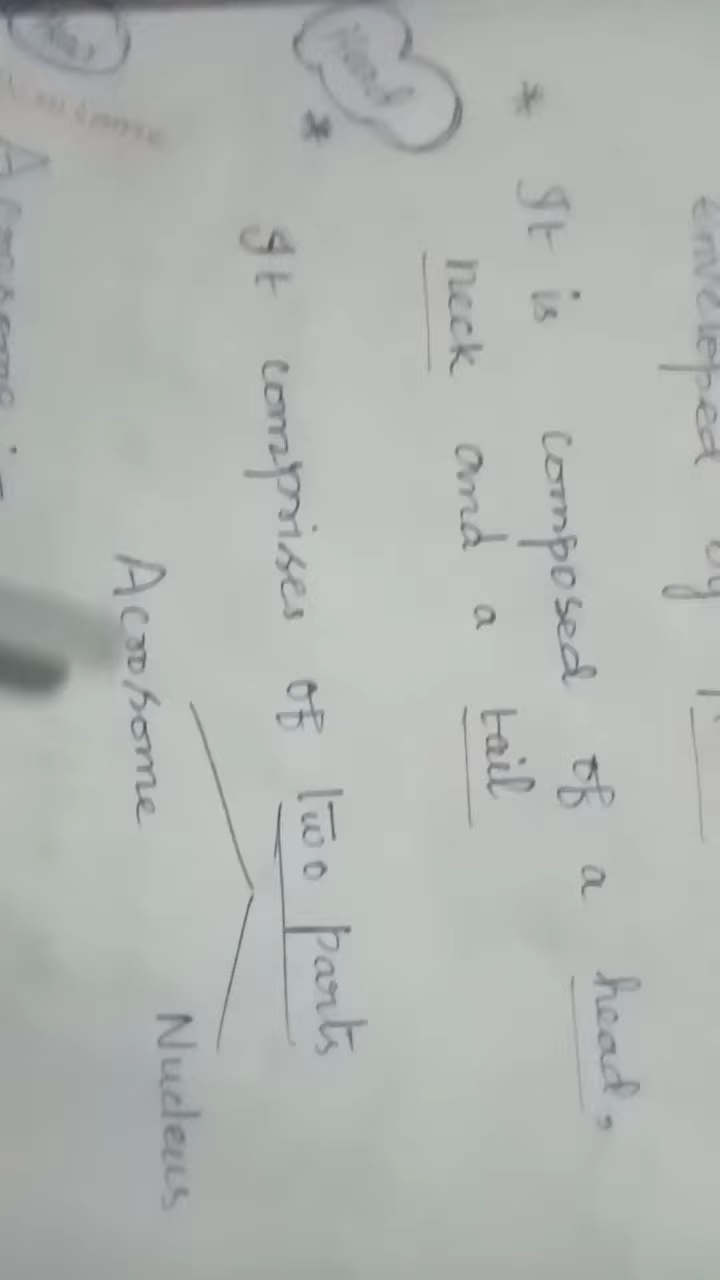 enveloped by
* It is composed of a head,
neck and a tail
Head
* It comprises of two parts
Acrosome Nucleus